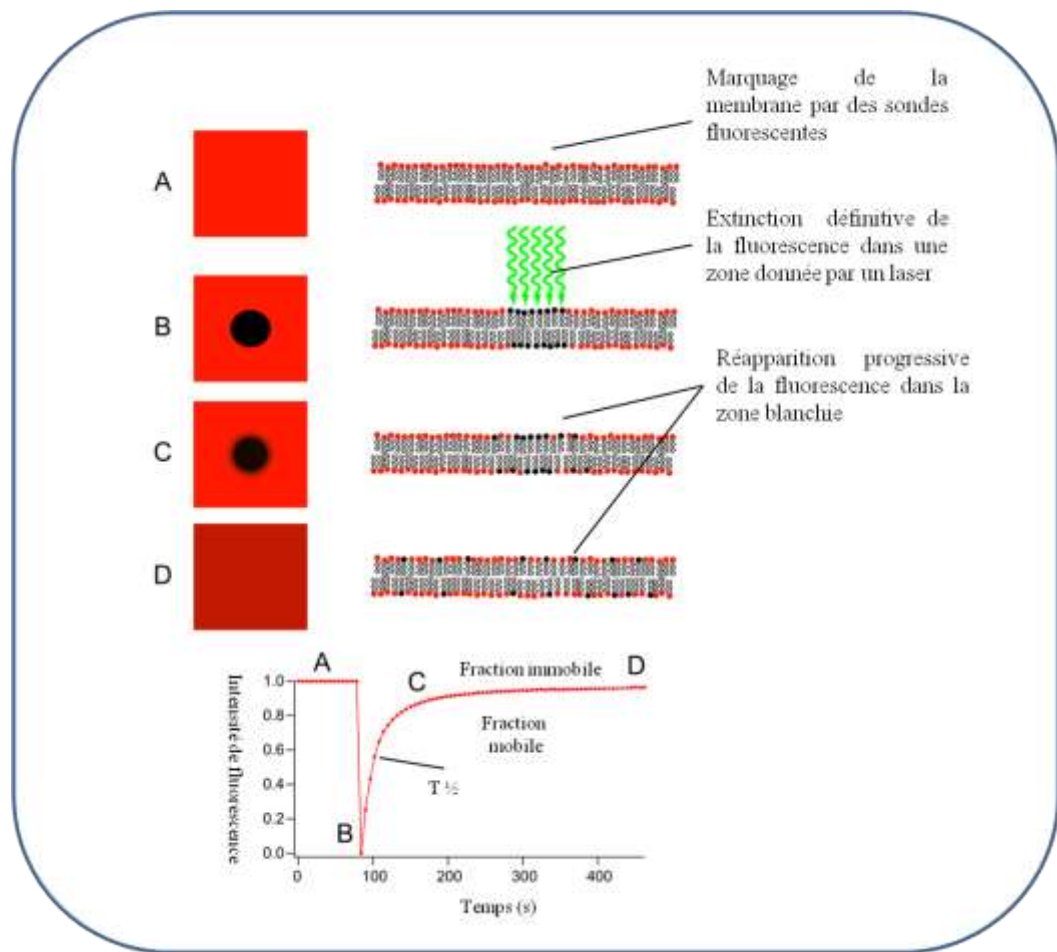 Marquage de la
membrane par des sondes
fluorescentes
A
Extinction définitive de
la fluorescence dans une
zone donnée par un laser
B
Réapparition progressive
de la fluorescence dans la
zone blanchie
C
D
A
Fraction immobile
D
C
Fraction
mobile
T ½
B
Intensité de fluorescence
1.0
0.8
0.6
0.4
0.2
0.0
0
100
200
300
400
Temps (s)